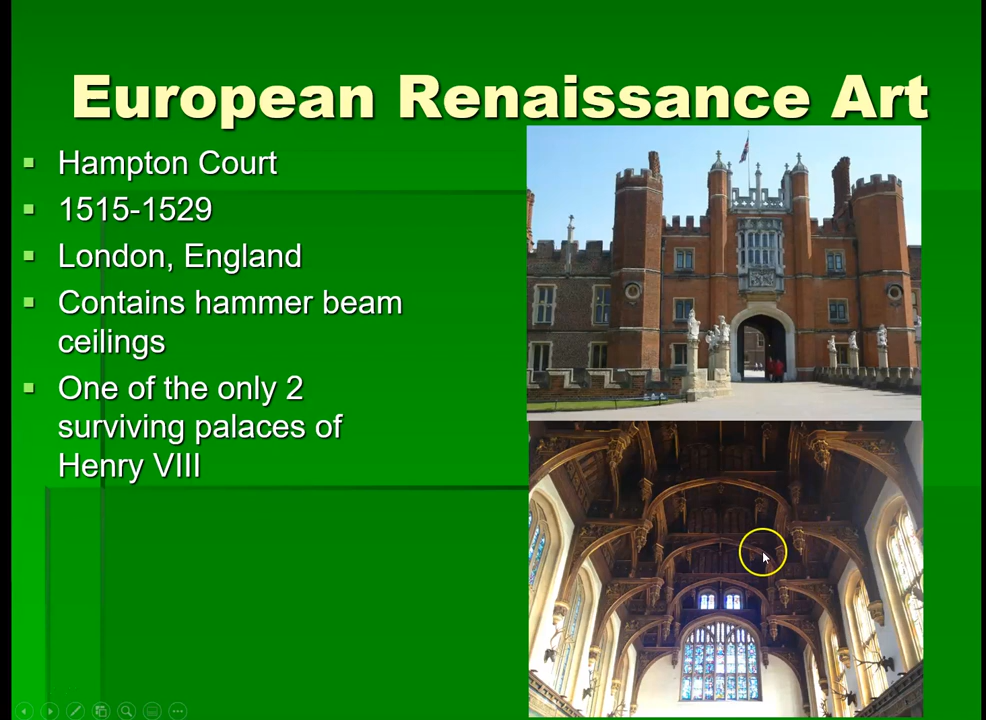 European Renaissance Art
Hampton Court
1515-1529
London, England
Contains hammer beam
ceilings
One of the only 2
surviving palaces of
Henry VIII